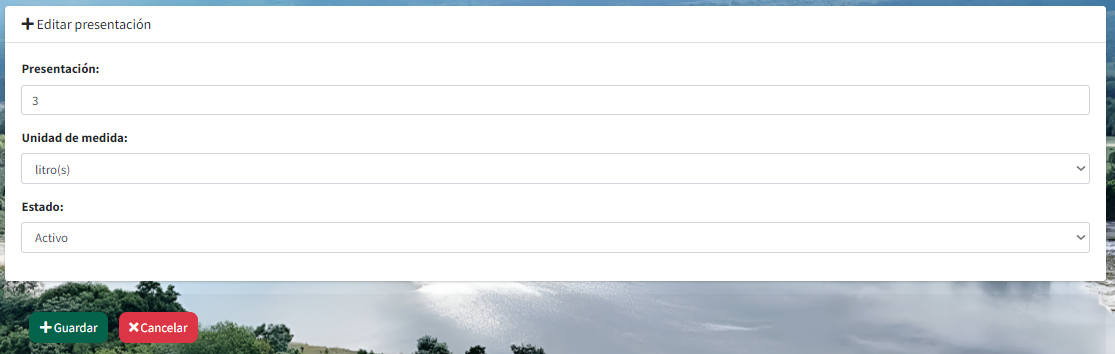 Editar presentación
Presentación:
3
Unidad de medida:
litro(s)
Estado:
Activo
Guardar Cancelar